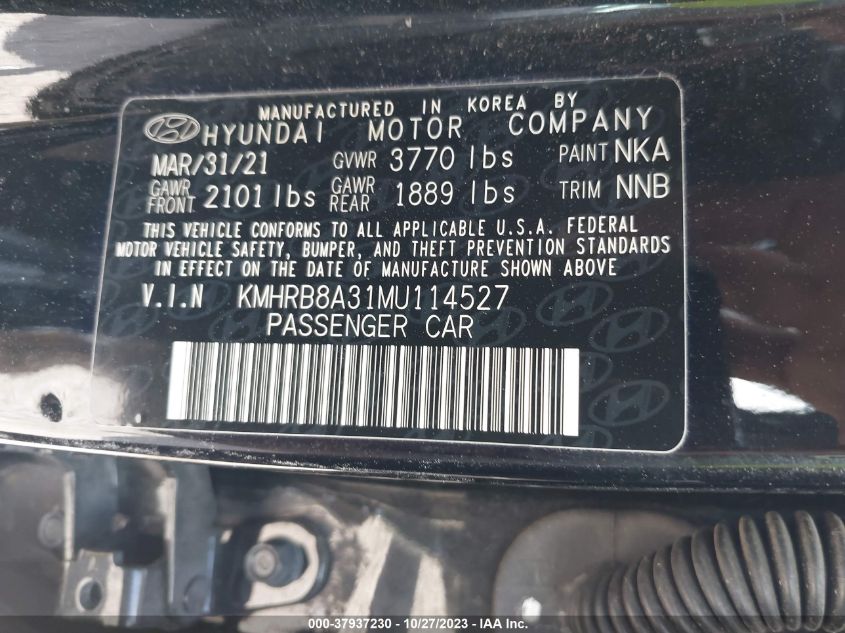 MANUFACTURED IN KOREA BY
HYUNDAI MOTOR COMPANY
MAR/31/21 GVWR 3770 lbs PAINT NKA
GAWR FRONT 2101 lbs GAWR REAR 1889 lbs TRIM NNB
THIS VEHICLE CONFORMS TO ALL APPLICABLE U.S.A. FEDERAL
MOTOR VEHICLE SAFETY, BUMPER, AND THEFT PREVENTION STANDARDS
IN EFFECT ON THE DATE OF MANUFACTURE SHOWN ABOVE
V.I.N KMHRB8A31MU114527
PASSENGER CAR
000-37937230 - 10/27/2023 - IAA Inc.